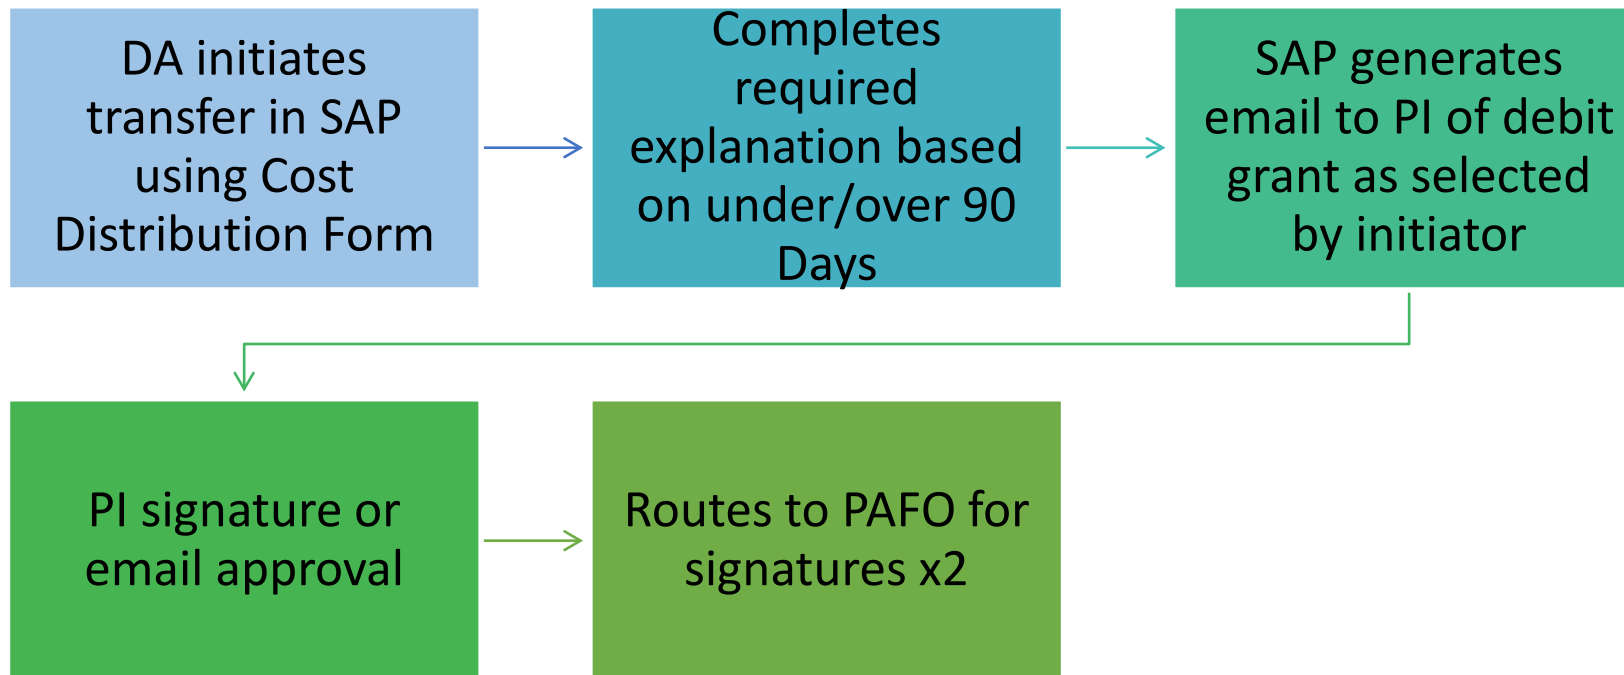 DA initiates
transfer in SAP
using Cost
Distribution Form
Completes
required
explanation based
on under/over 90
Days
SAP generates
email to PI of debit
grant as selected
by initiator
PI signature or
email approval
Routes to PAFO for
signatures x2